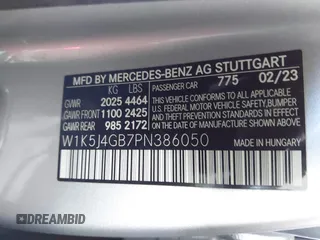 MFD BY MERCEDES-BENZ AG STUTTGART
KG LBS PASSENGER CAR 775 02/23
GVWR 2025 4464 THIS VEHICLE CONFORMS TO ALL APPLICABLE
GAWR FRONT 1100 2425 U.S. FEDERAL MOTOR VEHICLE SAFETY, BUMPER,
GAWR REAR 985 2172 AND THEFT PREVENTION STANDARDS IN EFFECT ON THE DATE OF MANUFACTURE SHOWN ABOVE.
W1K5J4GB7PN386050
MADE IN HUNGARY
DREAMBID